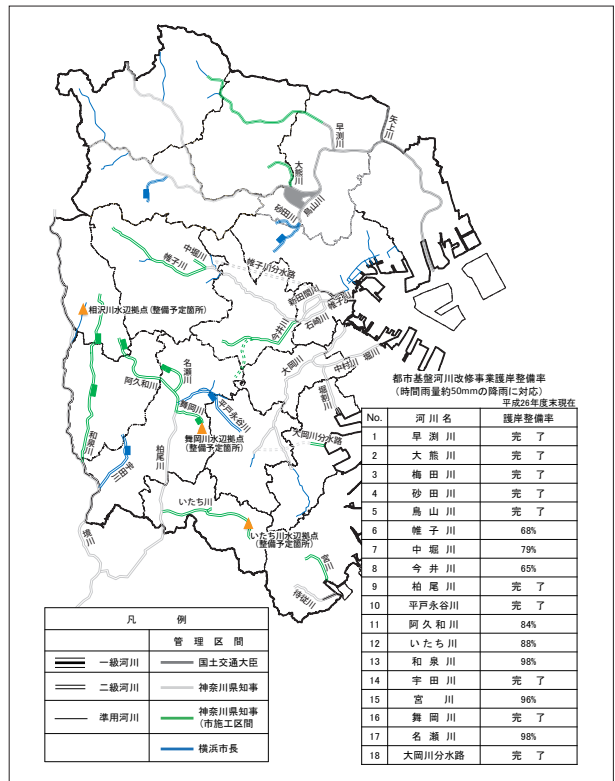 早渕川
矢上川
大熊川
鳥山川
砂田川
中堀川
帷子川
帷子川分水路
新田間川
帷子川
石崎川
今井川
相沢川水辺拠点(整備予定箇所)
大岡川
中村川
堀川
名瀬川
阿久和川
堀割川
舞岡川
平戸永谷川
大岡川分水路
舞岡川水辺拠点
(整備予定箇所)
和泉川
柏尾川
宇田川
いたち川
いたち川水辺拠点
(整備予定箇所)
境川
宮川
侍従川
都市基盤河川改修事業護岸整備率
(時間雨量約50mmの降雨に対応)
平成26年度末現在
No. 河川名 護岸整備率
1 早渕川 完了
2 大熊川 完了
3 梅田川 完了
4 砂田川 完了
5 鳥山川 完了
6 帷子川 68%
7 中堀川 79%
8 今井川 65%
9 柏尾川 完了
10 平戸永谷川 完了
11 阿久和川 84%
12 いたち川 88%
13 和泉川 98%
14 宇田川 完了
15 宮川 96%
16 舞岡川 完了
17 名瀬川 98%
18 大岡川分水路 完了
凡例
管理区間
一級河川 国土交通大臣
二級河川 神奈川県知事
準用河川 神奈川県知事
(市施工区間
横浜市長